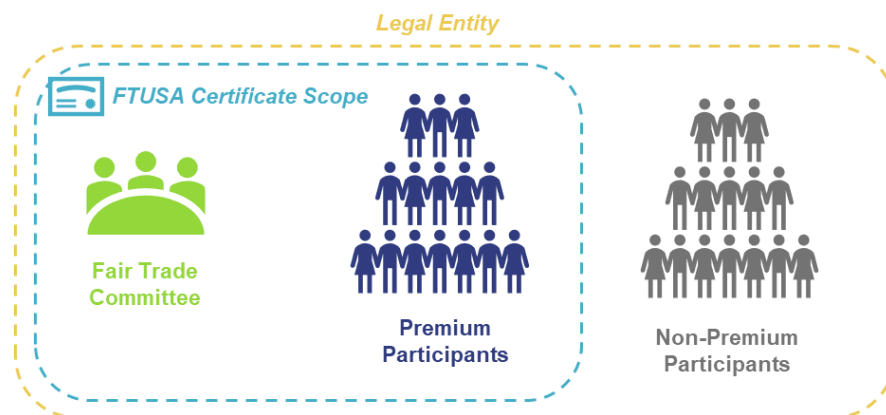 Legal Entity
FTUSA Certificate Scope
Fair Trade
Committee
Premium
Participants
Non-Premium
Participants